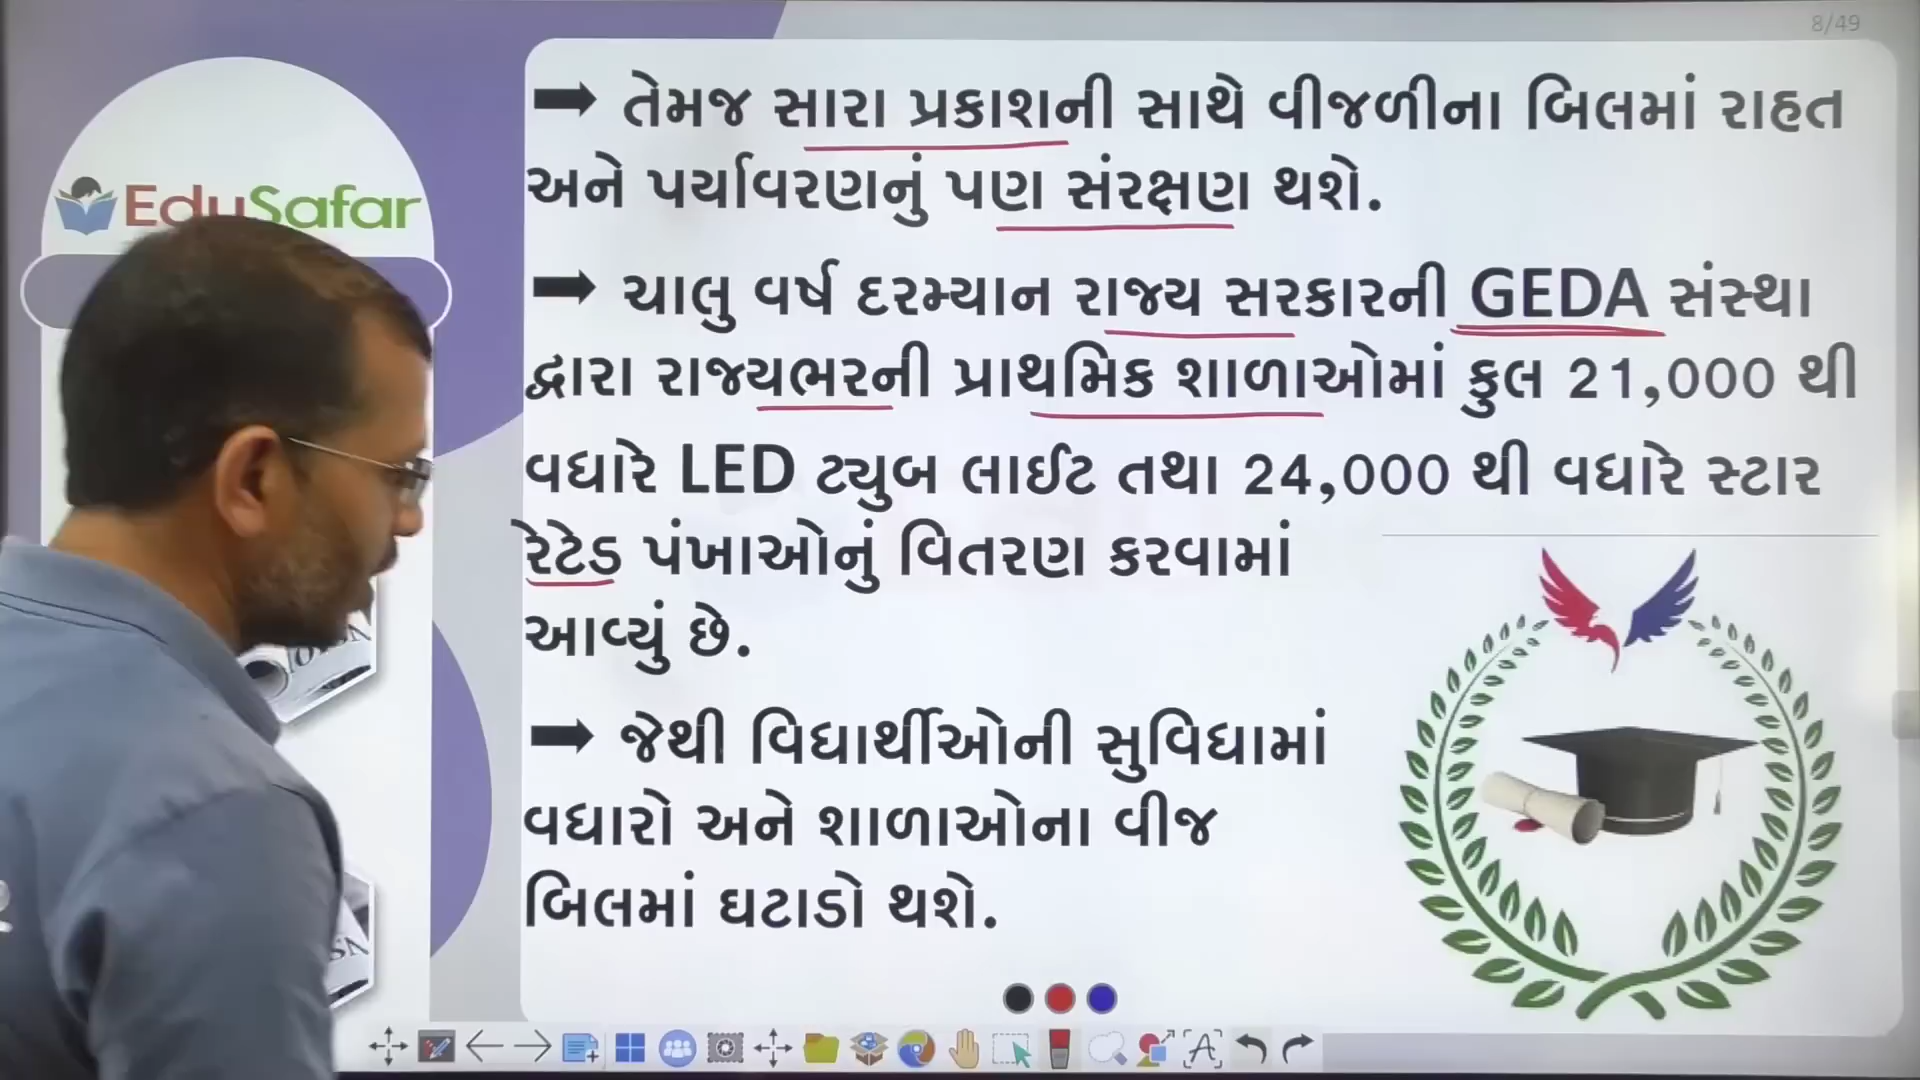 8/49
EduSafar
➡ તેમજ સારા પ્રકાશની સાથે વીજળીના બિલમાં રાહત
અને પર્યાવરણનું પણ સંરક્ષણ થશે.
➡ ચાલુ વર્ષ દરમ્યાન રાજ્ય સરકારની GEDA સંસ્થા
દ્વારા રાજ્યભરની પ્રાથમિક શાળાઓમાં કુલ 21,000 થી
વધારે LED ટ્યુબ લાઈટ તથા 24,000 થી વધારે સ્ટાર
રેટેડ પંખાઓનું વિતરણ કરવામાં
આવ્યું છે.
➡ જેથી વિદ્યાર્થીઓની સુવિધામાં
વધારો અને શાળાઓના વીજ
બિલમાં ઘટાડો થશે.